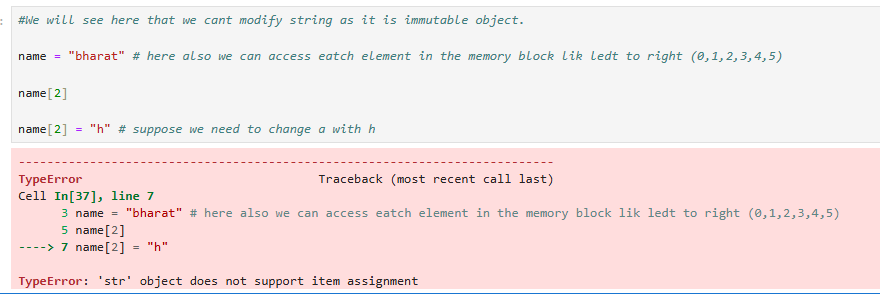 #We will see here that we cant modify string as it is immutable object.
name = "bharat" # here also we can access eatch element in the memory block lik ledt to right (0,1,2,3,4,5)
name[2]
name[2] = "h" # suppose we need to change a with h
---------------------------------------------------------------------------
TypeError                                 Traceback (most recent call last)
Cell In[37], line 7
      3 name = "bharat" # here also we can access eatch element in the memory block lik ledt to right (0,1,2,3,4,5)
      5 name[2]
----> 7 name[2] = "h"
TypeError: 'str' object does not support item assignment